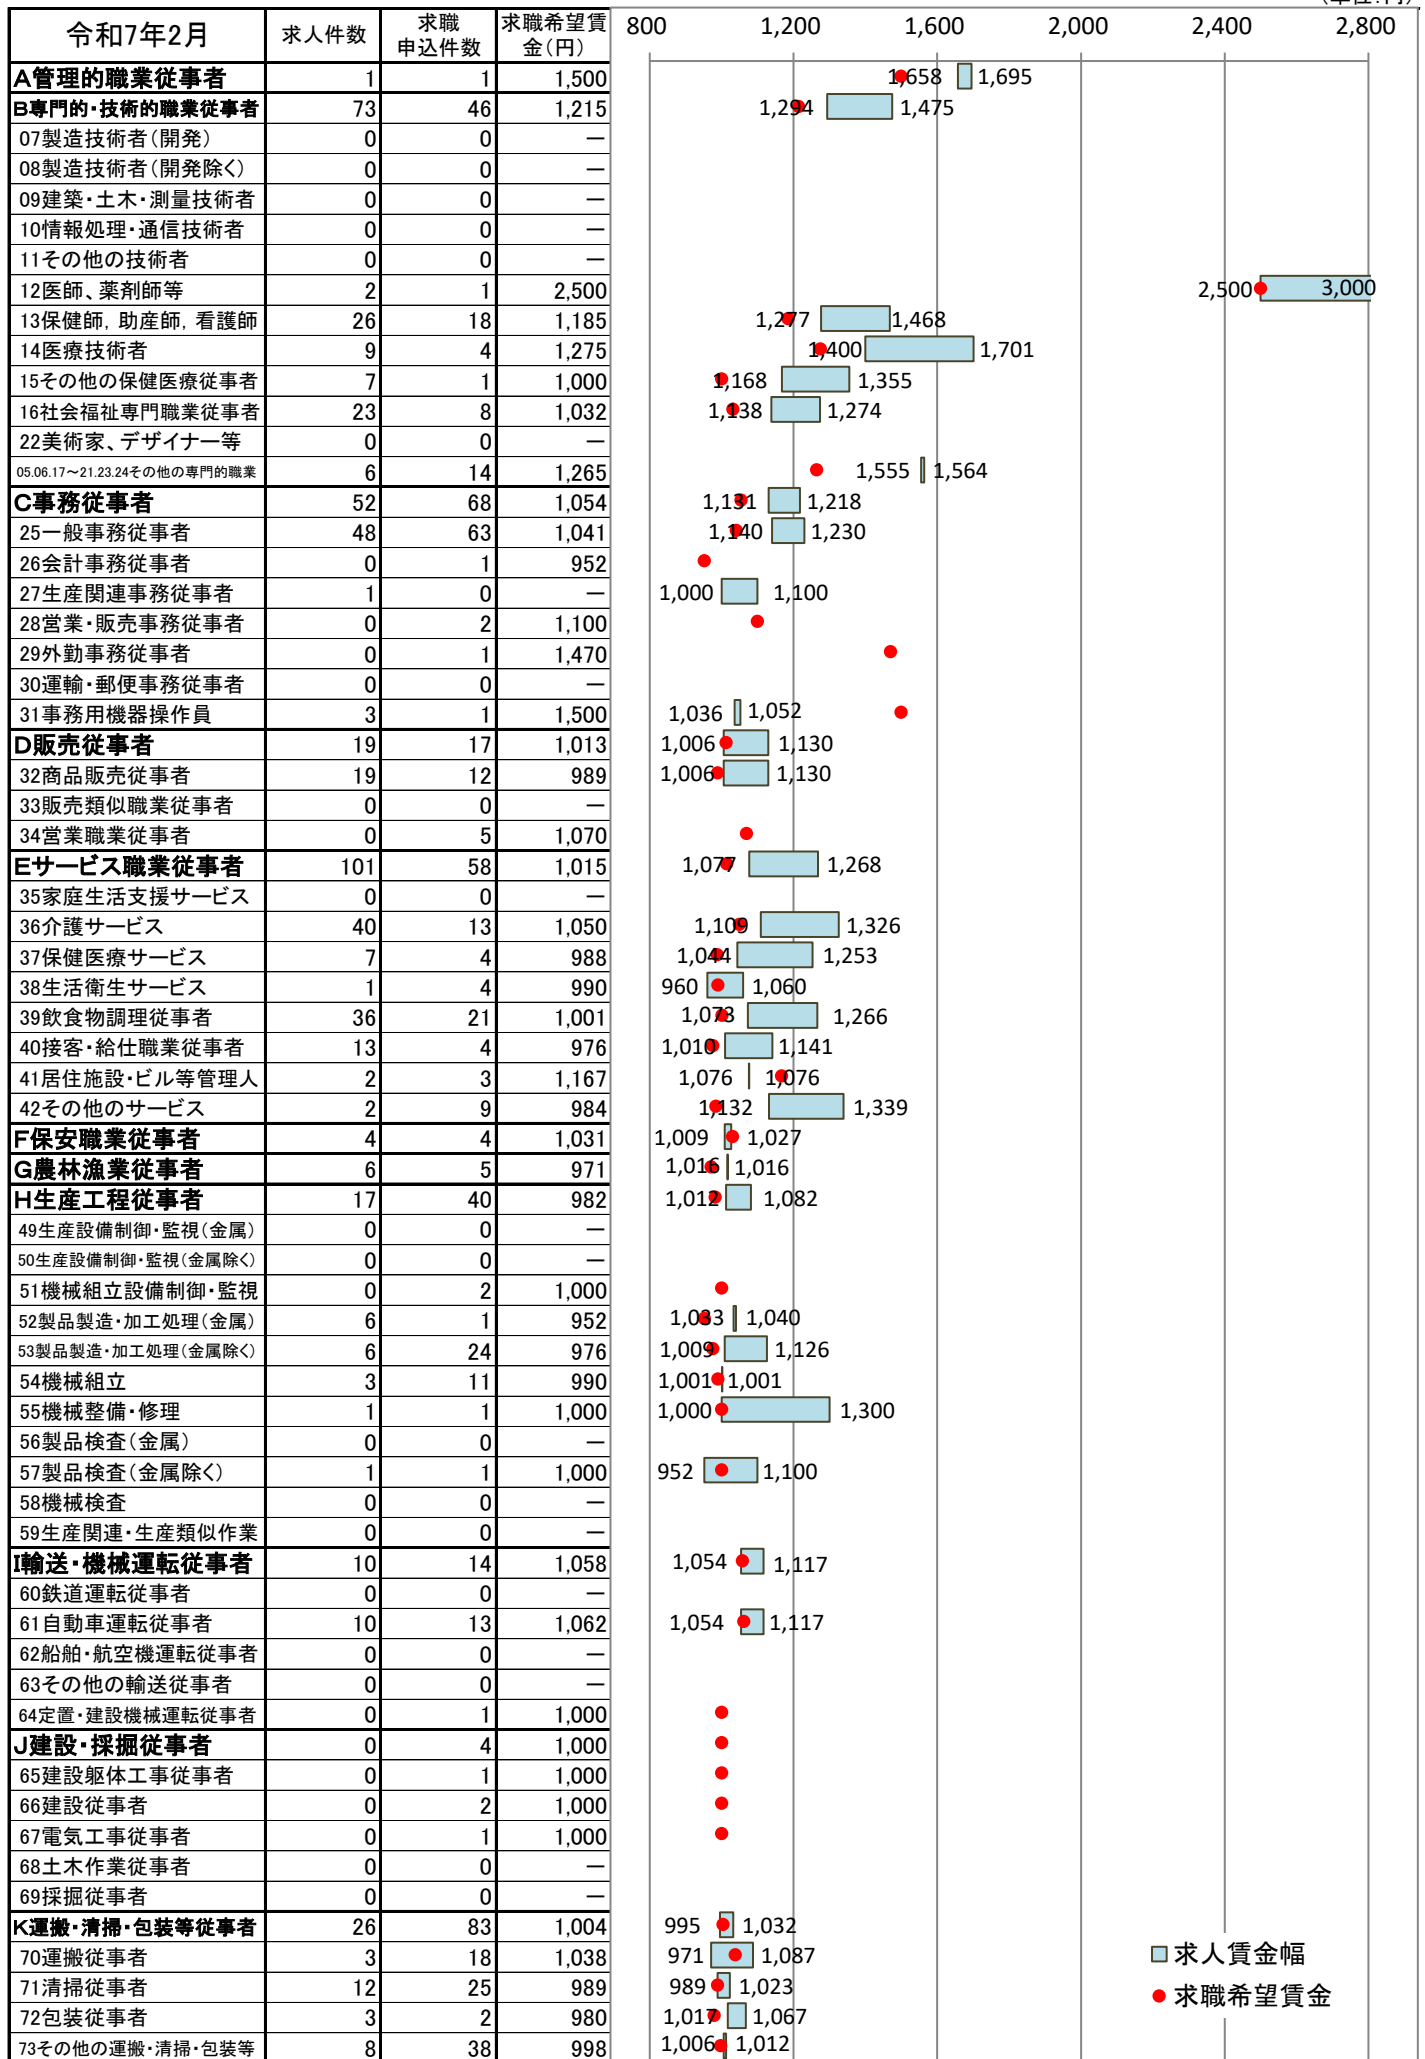 (単位:円)
令和7年2月 求人件数 求職申込件数 求職希望賃金(円) 800 1,200 1,600 2,000 2,400 2,800
A管理的職業従事者 1 1 1,500 1,658 1,695
B専門的・技術的職業従事者 73 46 1,215 1,294 1,475
07製造技術者(開発) 0 0 ―
08製造技術者(開発除く) 0 0 ―
09建築・土木・測量技術者 0 0 ―
10情報処理・通信技術者 0 0 ―
11その他の技術者 0 0 ―
12医師、薬剤師等 2 1 2,500 2,500 3,000
13保健師,助産師,看護師 26 18 1,185 1,277 1,468
14医療技術者 9 4 1,275 1,400 1,701
15その他の保健医療従事者 7 1 1,000 1,168 1,355
16社会福祉専門職業従事者 23 8 1,032 1,138 1,274
22美術家、デザイナー等 0 0 ―
05.06.17~21.23.24その他の専門的職業 6 14 1,265 1,555 1,564
C事務従事者 52 68 1,054 1,131 1,218
25一般事務従事者 48 63 1,041 1,140 1,230
26会計事務従事者 0 1 952
27生産関連事務従事者 1 0 ― 1,000 1,100
28営業・販売事務従事者 0 2 1,100
29外勤事務従事者 0 1 1,470
30運輸・郵便事務従事者 0 0 ―
31事務用機器操作員 3 1 1,500 1,036 1,052
D販売従事者 19 17 1,013 1,006 1,130
32商品販売従事者 19 12 989 1,006 1,130
33販売類似職業従事者 0 0 ―
34営業職業従事者 0 5 1,070
Eサービス職業従事者 101 58 1,015 1,077 1,268
35家庭生活支援サービス 0 0 ―
36介護サービス 40 13 1,050 1,109 1,326
37保健医療サービス 7 4 988 1,044 1,253
38生活衛生サービス 1 4 990 960 1,060
39飲食物調理従事者 36 21 1,001 1,073 1,266
40接客・給仕職業従事者 13 4 976 1,010 1,141
41居住施設・ビル等管理人 2 3 1,167 1,076 1,076
42その他のサービス 2 9 984 1,132 1,339
F保安職業従事者 4 4 1,031 1,009 1,027
G農林漁業従事者 6 5 971 1,016 1,016
H生産工程従事者 17 40 982 1,012 1,082
49生産設備制御・監視(金属) 0 0 ―
50生産設備制御・監視(金属除く) 0 0 ―
51機械組立設備制御・監視 0 2 1,000
52製品製造・加工処理(金属) 6 1 952 1,033 1,040
53製品製造・加工処理(金属除く) 6 24 976 1,009 1,126
54機械組立 3 11 990 1,001 1,001
55機械整備・修理 1 1 1,000 1,000 1,300
56製品検査(金属) 0 0 ―
57製品検査(金属除く) 1 1 1,000 952 1,100
58機械検査 0 0 ―
59生産関連・生産類似作業 0 0 ―
I輸送・機械運転従事者 10 14 1,058 1,054 1,117
60鉄道運転従事者 0 0 ―
61自動車運転従事者 10 13 1,062 1,054 1,117
62船舶・航空機運転従事者 0 0 ―
63その他の輸送従事者 0 0 ―
64定置・建設機械運転従事者 0 1 1,000
J建設・採掘従事者 0 4 1,000
65建設躯体工事従事者 0 1 1,000
66建設従事者 0 2 1,000
67電気工事従事者 0 1 1,000
68土木作業従事者 0 0 ―
69採掘従事者 0 0 ―
K運搬・清掃・包装等従事者 26 83 1,004 995 1,032
70運搬従事者 3 18 1,038 971 1,087 求人賃金幅
71清掃従事者 12 25 989 989 1,023
72包装従事者 3 2 980 1,017 1,067 求職希望賃金
73その他の運搬・清掃・包装等 8 38 998 1,006 1,012